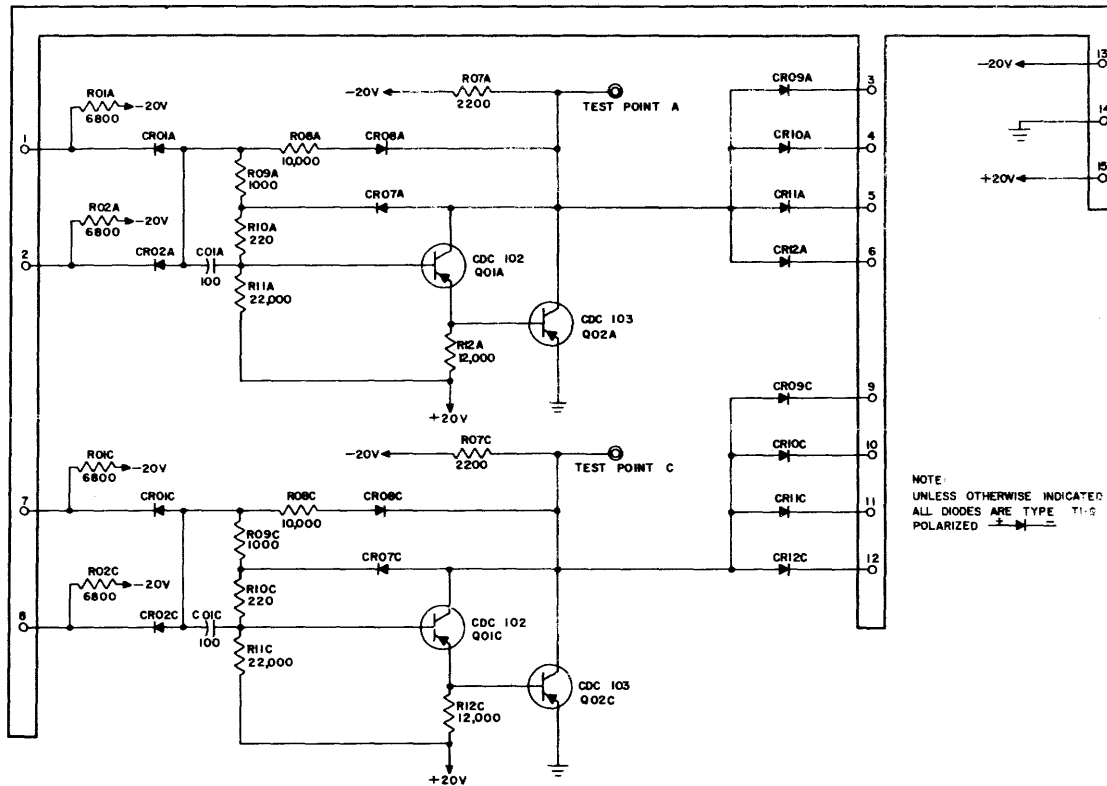 R01A
-20V
6800
1
CR01A
R02A
-20V
6800
2
CR02A
C01A
100
-20V
R07A
2200
TEST POINT A
R08A
10,000
CR08A
R09A
1000
CR07A
R10A
220
R11A
22,000
CDC 102
Q01A
CDC 103
Q02A
R12A
12,000
+20V
CR09A
3
CR10A
4
CR11A
5
CR12A
6
-20V
13
14
+20V
15
R01C
-20V
6800
7
CR01C
R02C
-20V
6800
8
CR02C
C01C
100
-20V
R07C
2200
TEST POINT C
R08C
10,000
CR08C
R09C
1000
CR07C
R10C
220
R11C
22,000
CDC 102
Q01C
CDC 103
Q02C
R12C
12,000
+20V
CR09C
9
CR10C
10
CR11C
11
CR12C
12
NOTE:
UNLESS OTHERWISE INDICATED
ALL DIODES ARE TYPE
POLARIZED + -